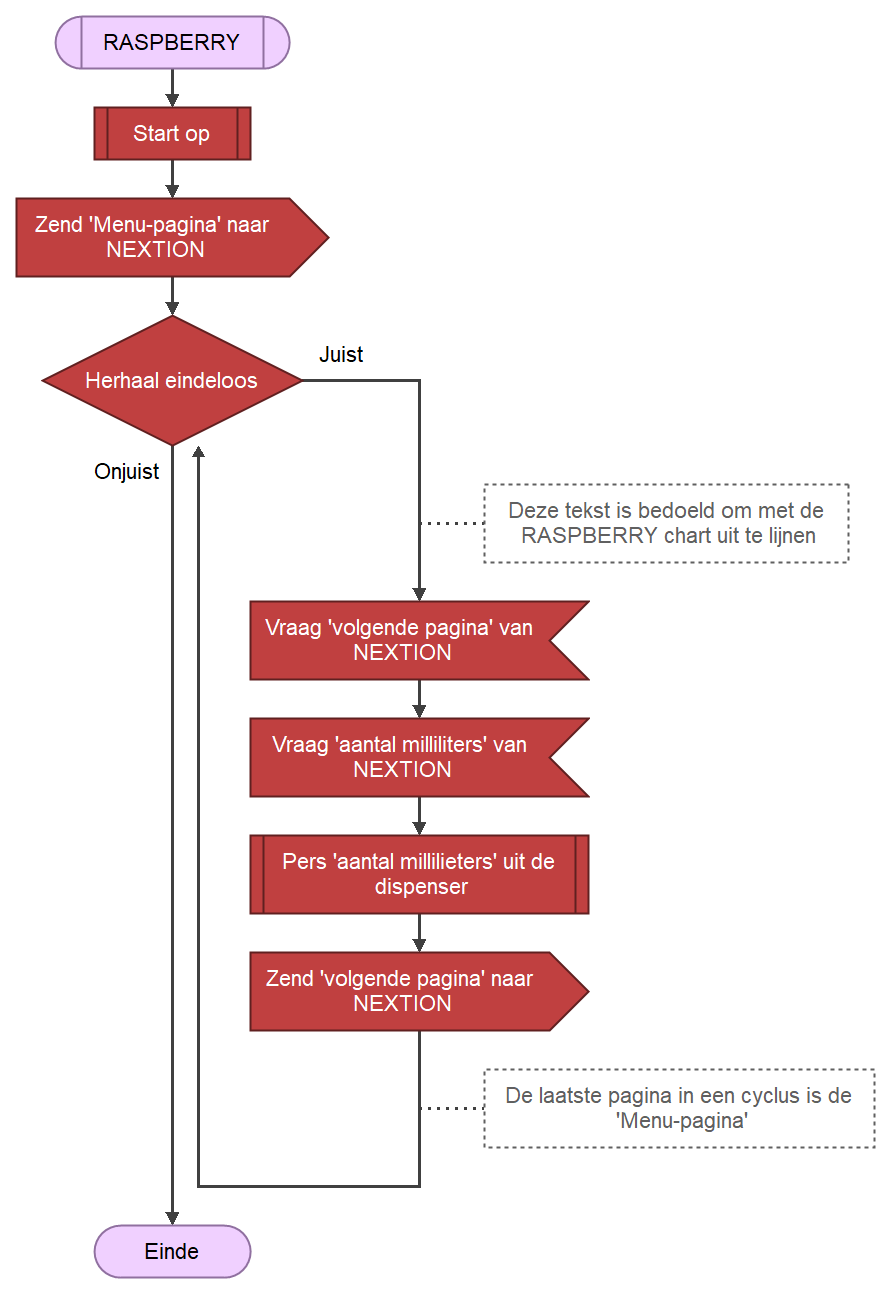 RASPBERRY
Start op
Zend 'Menu-pagina' naar
NEXTION
Herhaal eindeloos
Juist
Onjuist
Deze tekst is bedoeld om met de
RASPBERRY chart uit te lijnen
Vraag 'volgende pagina' van
NEXTION
Vraag 'aantal milliliters' van
NEXTION
Pers 'aantal millilieters' uit de
dispenser
Zend 'volgende pagina' naar
NEXTION
De laatste pagina in een cyclus is de
'Menu-pagina'
Einde